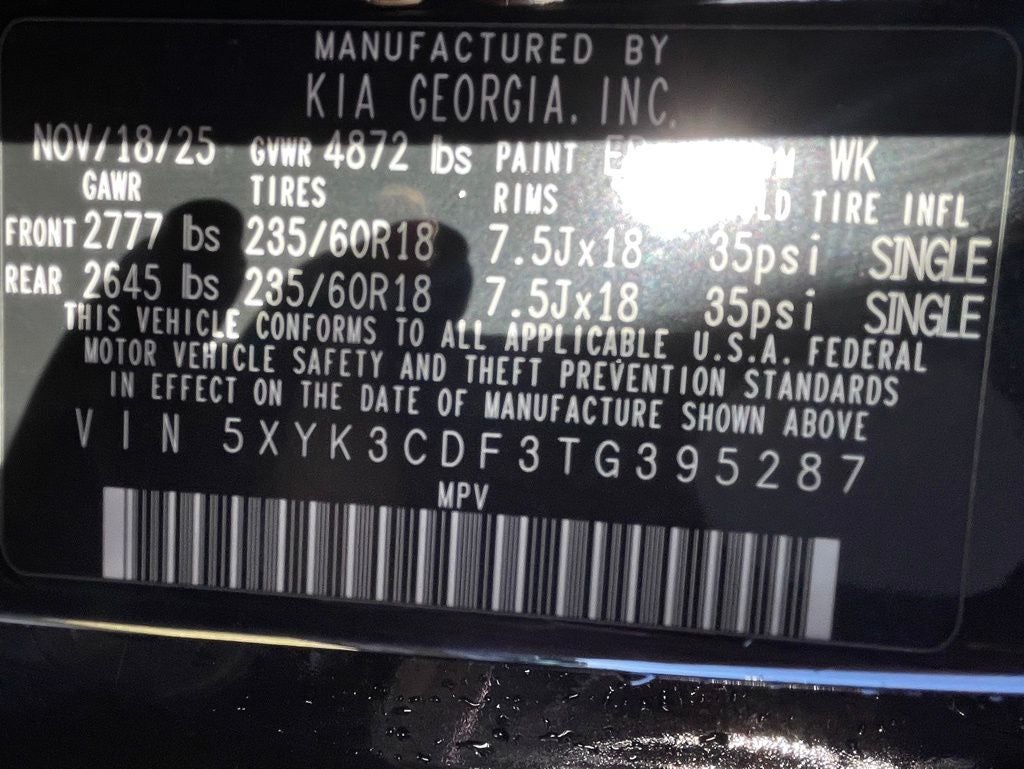 MANUFACTURED BY
KIA GEORGIA, INC.
NOV/18/25 GVWR 4872 lbs PAINT WK
GAWR TIRES RIMS TIRE INFL
FRONT 2777 lbs 235/60R18 7.5Jx18 35psi SINGLE
REAR 2645 lbs 235/60R18 7.5Jx18 35psi SINGLE
THIS VEHICLE CONFORMS TO ALL APPLICABLE U.S.A. FEDERAL
MOTOR VEHICLE SAFETY AND THEFT PREVENTION STANDARDS
IN EFFECT ON THE DATE OF MANUFACTURE SHOWN ABOVE
VIN 5XYK3CDF3TG395287
MPV